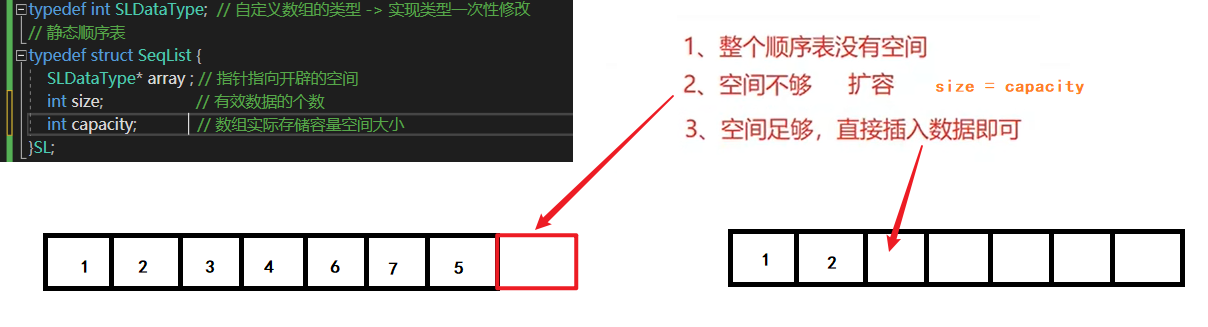 typedef int SLDataType; // 自定义数组的类型 -> 实现类型一次性修改
// 静态顺序表
typedef struct SeqList {
SLDataType* array ; // 指针指向开辟的空间
int size; // 有效数据的个数
int capacity; // 数组实际存储容量空间大小
}SL;
1、整个顺序表没有空间
2、空间不够 扩容 size = capacity
3、空间足够，直接插入数据即可
1 2 3 4 6 7 5
1 2